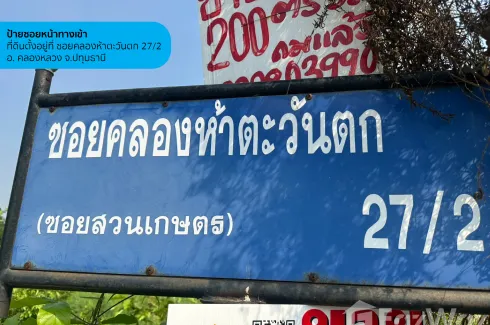 ป้ายซอยหน้าทางเข้า
ที่ดินตั้งอยู่ที่ ซอยคลองห้าตะวันตก 27/2
อ. คลองหลวง จ.ปทุมธานี
200
ซอยคลองห้าตะวันตก
(ซอยสวนเกษตร)
27/2